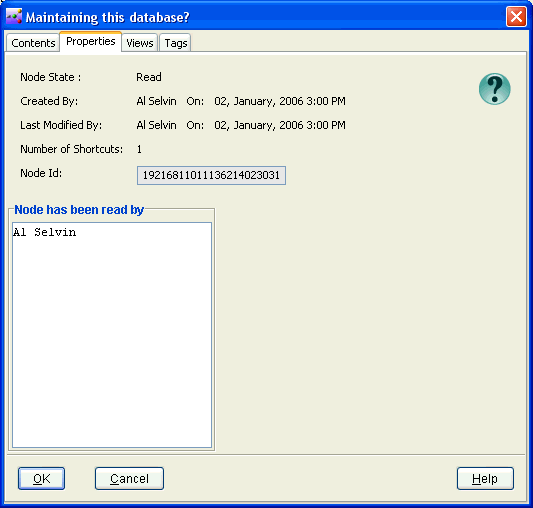 Maintaining this database?
Contents Properties Views Tags
Node State : Read
Created By: Al Selvin On: 02, January, 2006 3:00 PM
Last Modified By: Al Selvin On: 02, January, 2006 3:00 PM
Number of Shortcuts: 1
Node Id: 19216811011136214023031
Node has been read by
Al Selvin
OK Cancel Help